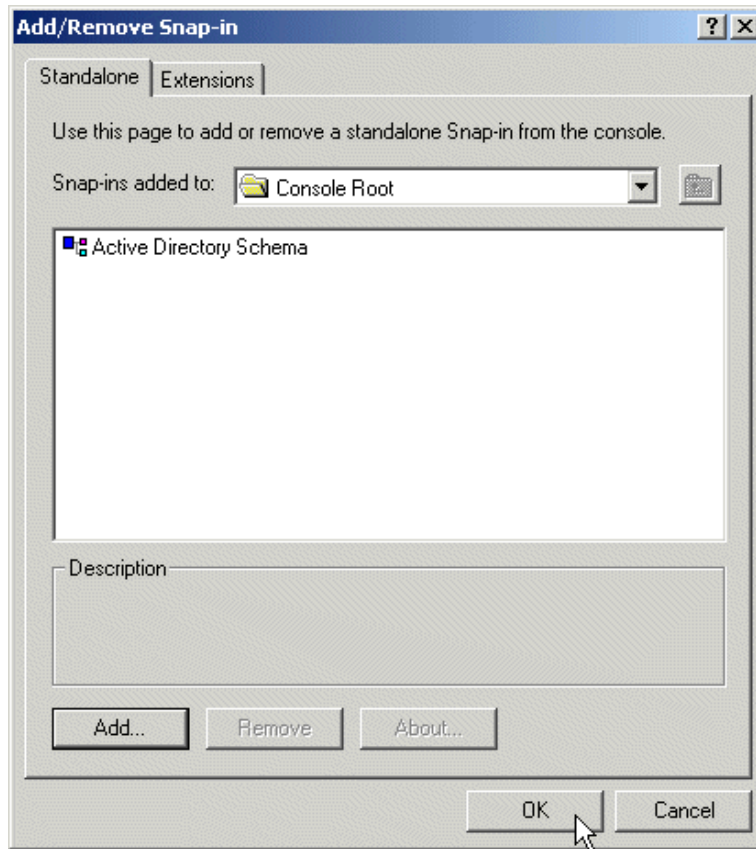 Add/Remove Snap-in
Standalone Extensions
Use this page to add or remove a standalone Snap-in from the console.
Snap-ins added to: Console Root
Active Directory Schema
Description
Add... Remove About...
OK Cancel